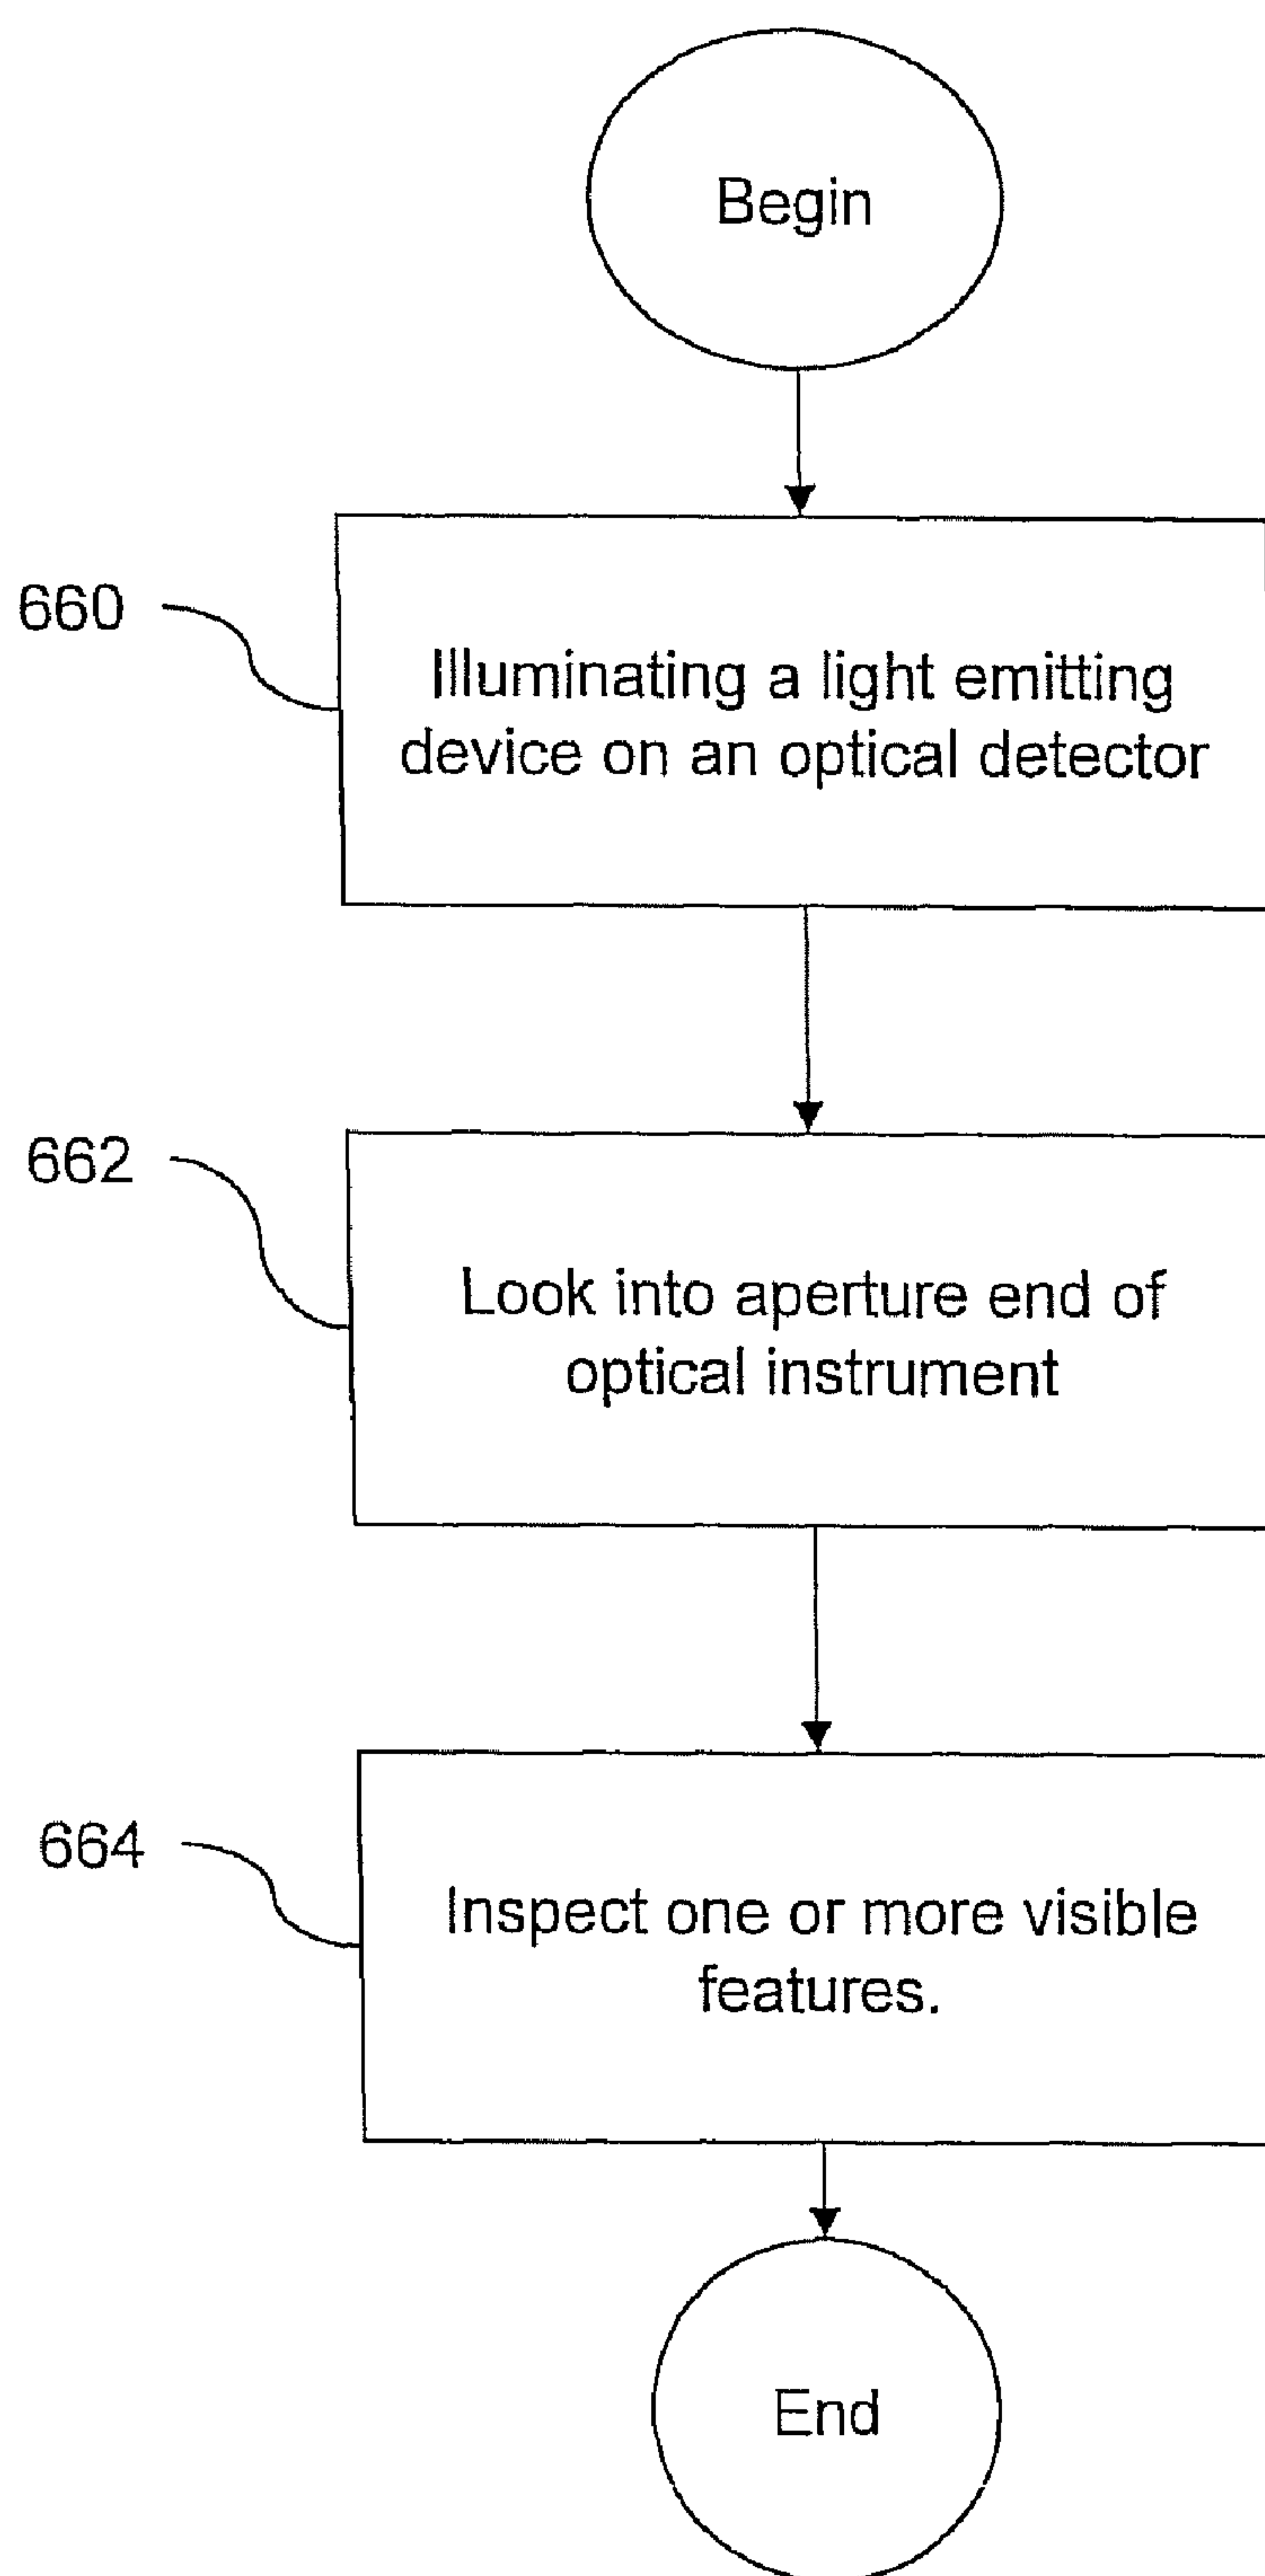 Begin
660
Illuminating a light emitting
device on an optical detector
662
Look into aperture end of
optical instrument
664
Inspect one or more visible
features.
End